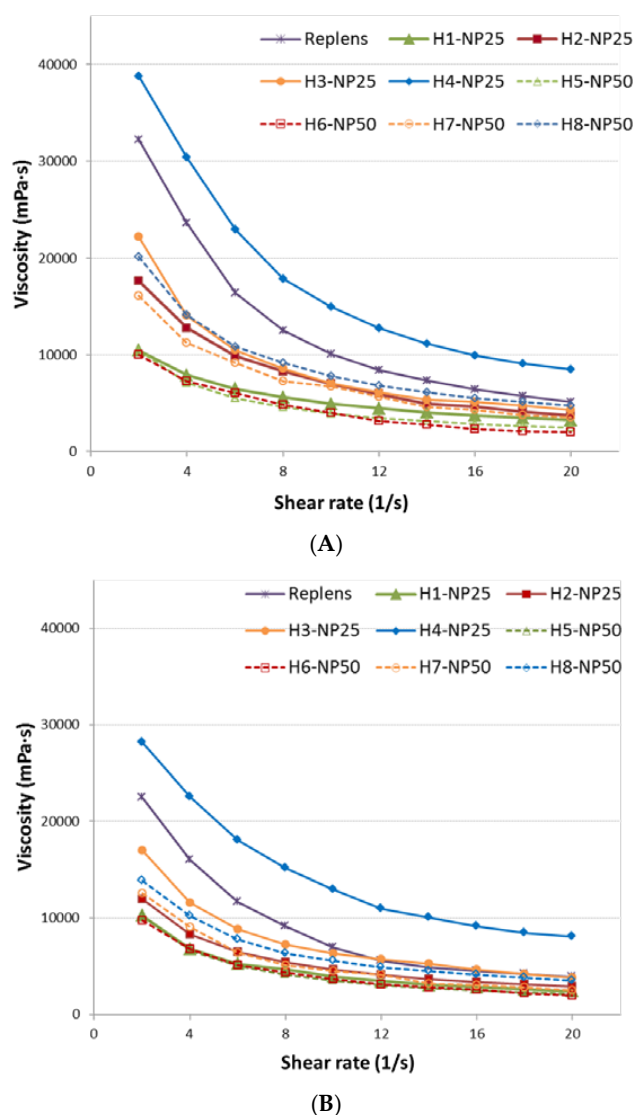 Replens H1-NP25 H2-NP25
H3-NP25 H4-NP25 H5-NP50
H6-NP50 H7-NP50 H8-NP50
40000
30000
20000
10000
0
Viscosity (mPa·s)
0 4 8 12 16 20
Shear rate (1/s)
(A)
Replens H1-NP25 H2-NP25
H3-NP25 H4-NP25 H5-NP50
H6-NP50 H7-NP50 H8-NP50
40000
30000
20000
10000
0
Viscosity (mPa·s)
0 4 8 12 16 20
Shear rate (1/s)
(B)